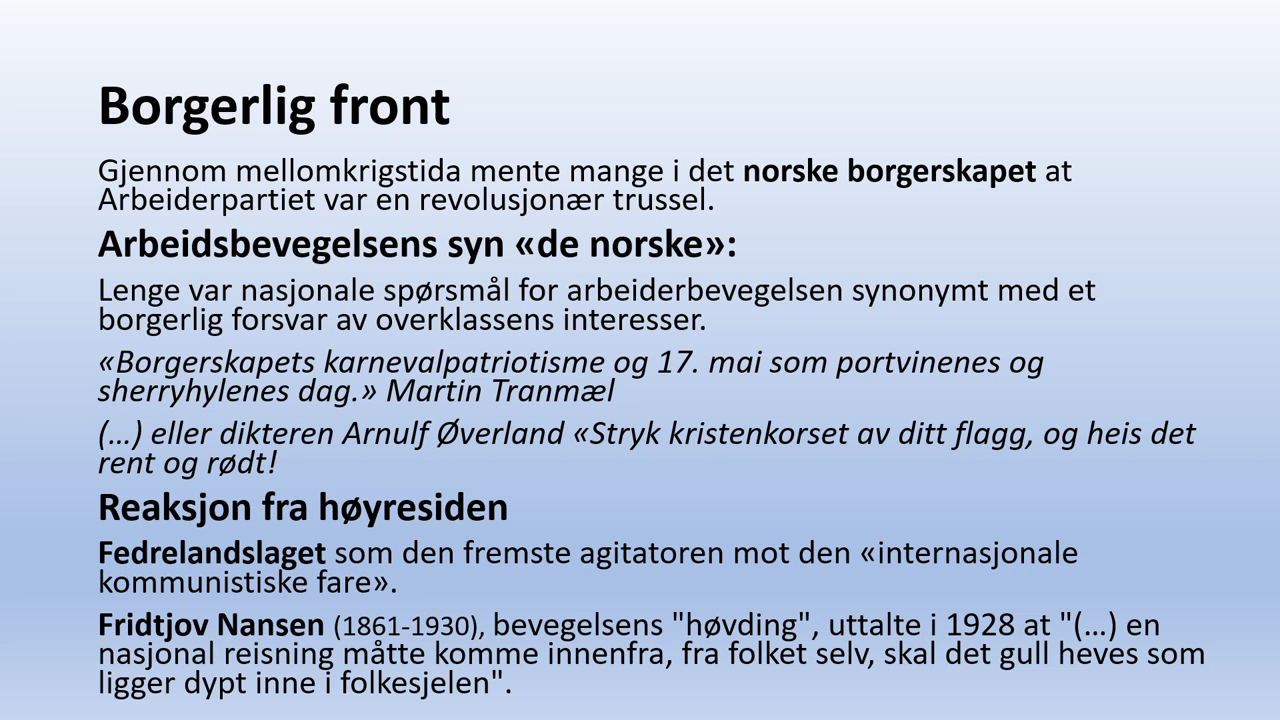 Borgerlig front
Gjennom mellomkrigstida mente mange i det norske borgerskapet at
Arbeiderpartiet var en revolusjonær trussel.
Arbeidsbevegelsens syn «de norske»:
Lenge var nasjonale spørsmål for arbeiderbevegelsen synonymt med et
borgerlig forsvar av overklassens interesser.
«Borgerskapets karnevalpatriotisme og 17. mai som portvinenes og
sherryhylenes dag.» Martin Tranmæl
(…) eller dikteren Arnulf Øverland «Stryk kristenkorset av ditt flagg, og heis det
rent og rødt!
Reaksjon fra høyresiden
Fedrelandslaget som den fremste agitatoren mot den «internasjonale
kommunistiske fare».
Fridtjov Nansen (1861-1930), bevegelsens "høvding", uttalte i 1928 at "(…) en
nasjonal reisning måtte komme innenfra, fra folket selv, skal det gull heves som
ligger dypt inne i folkesjelen".